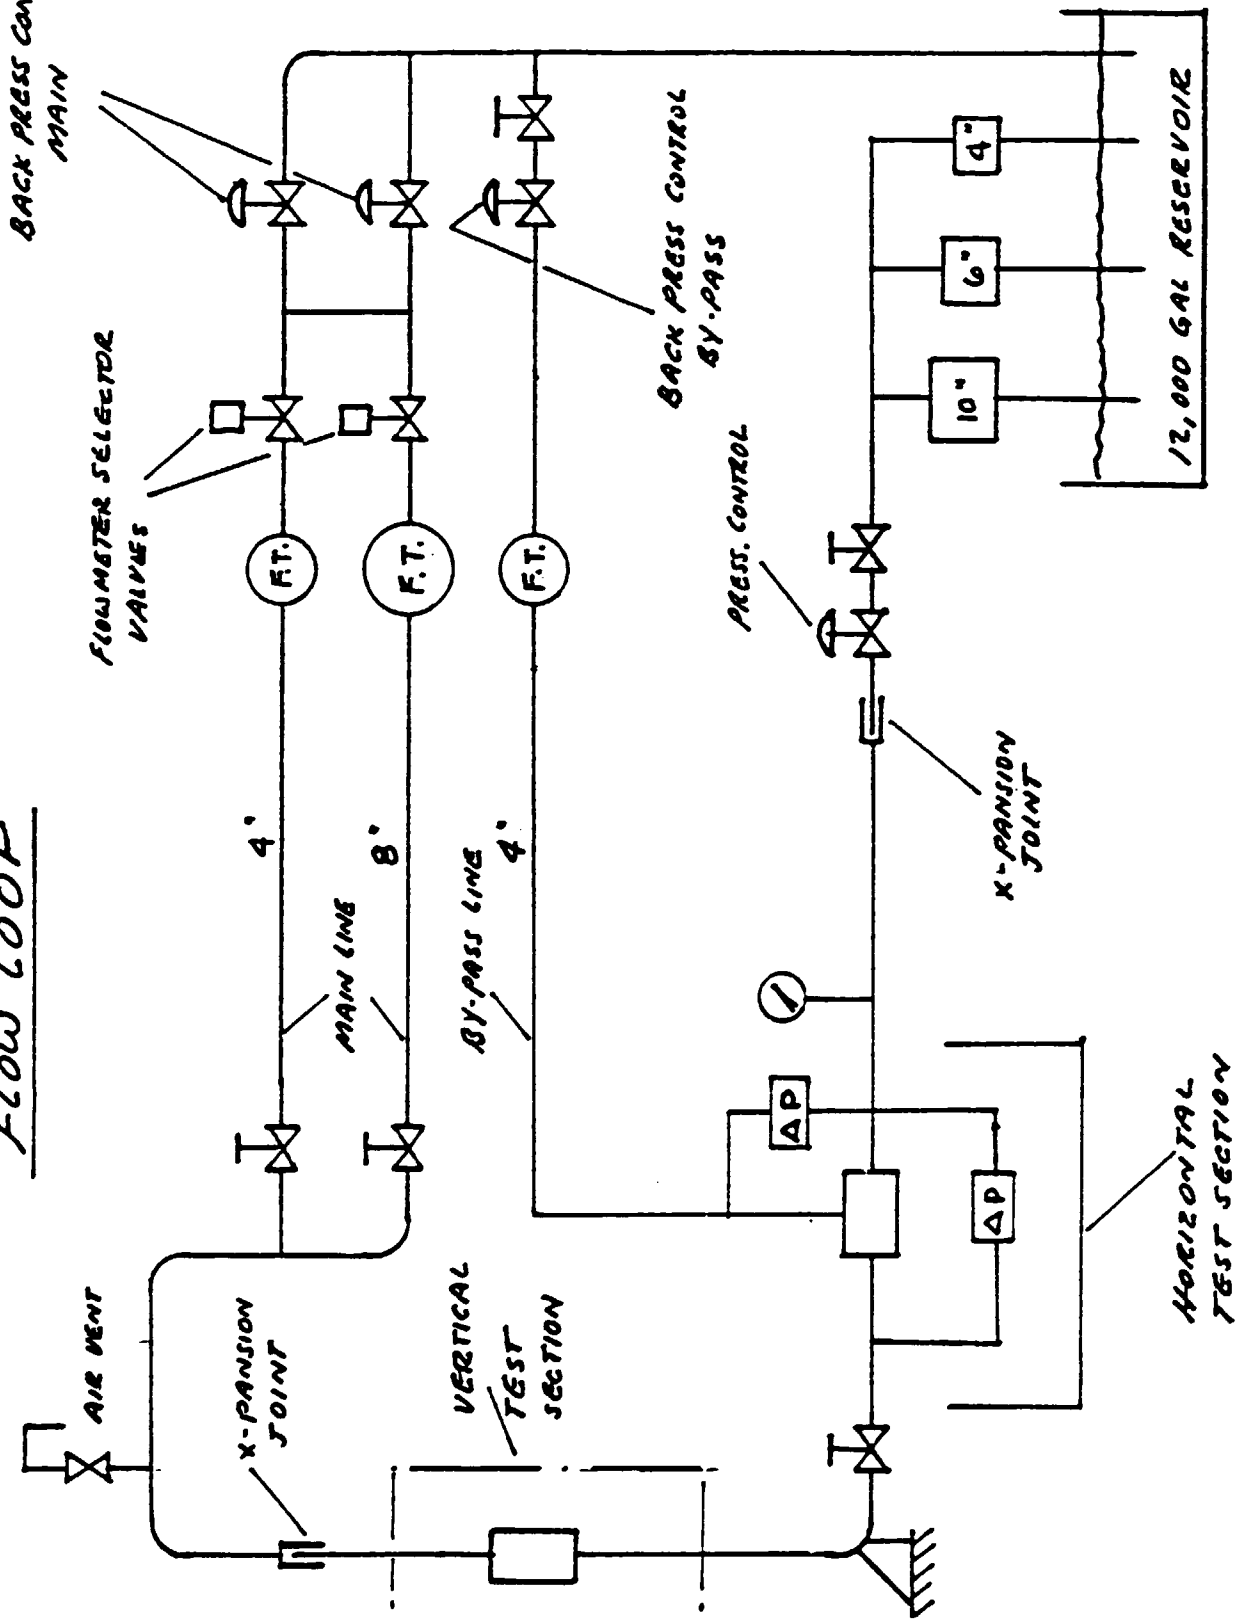 FLOW LOOP
BACK PRESS
MAIN
FLOWMETER SELECTOR
VALVES
AIR VENT
X-PANSION
JOINT
4"
8"
MAIN LINE
F.T.
F.T.
F.T.
BY-PASS LINE
4"
VERTICAL
TEST
SECTION
BACK PRESS CONTROL
BY-PASS
PRESS. CONTROL
ΔP
ΔP
X-PANSION
JOINT
10"
6"
4"
12,000 GAL RESERVOIR
HORIZONTAL
TEST SECTION